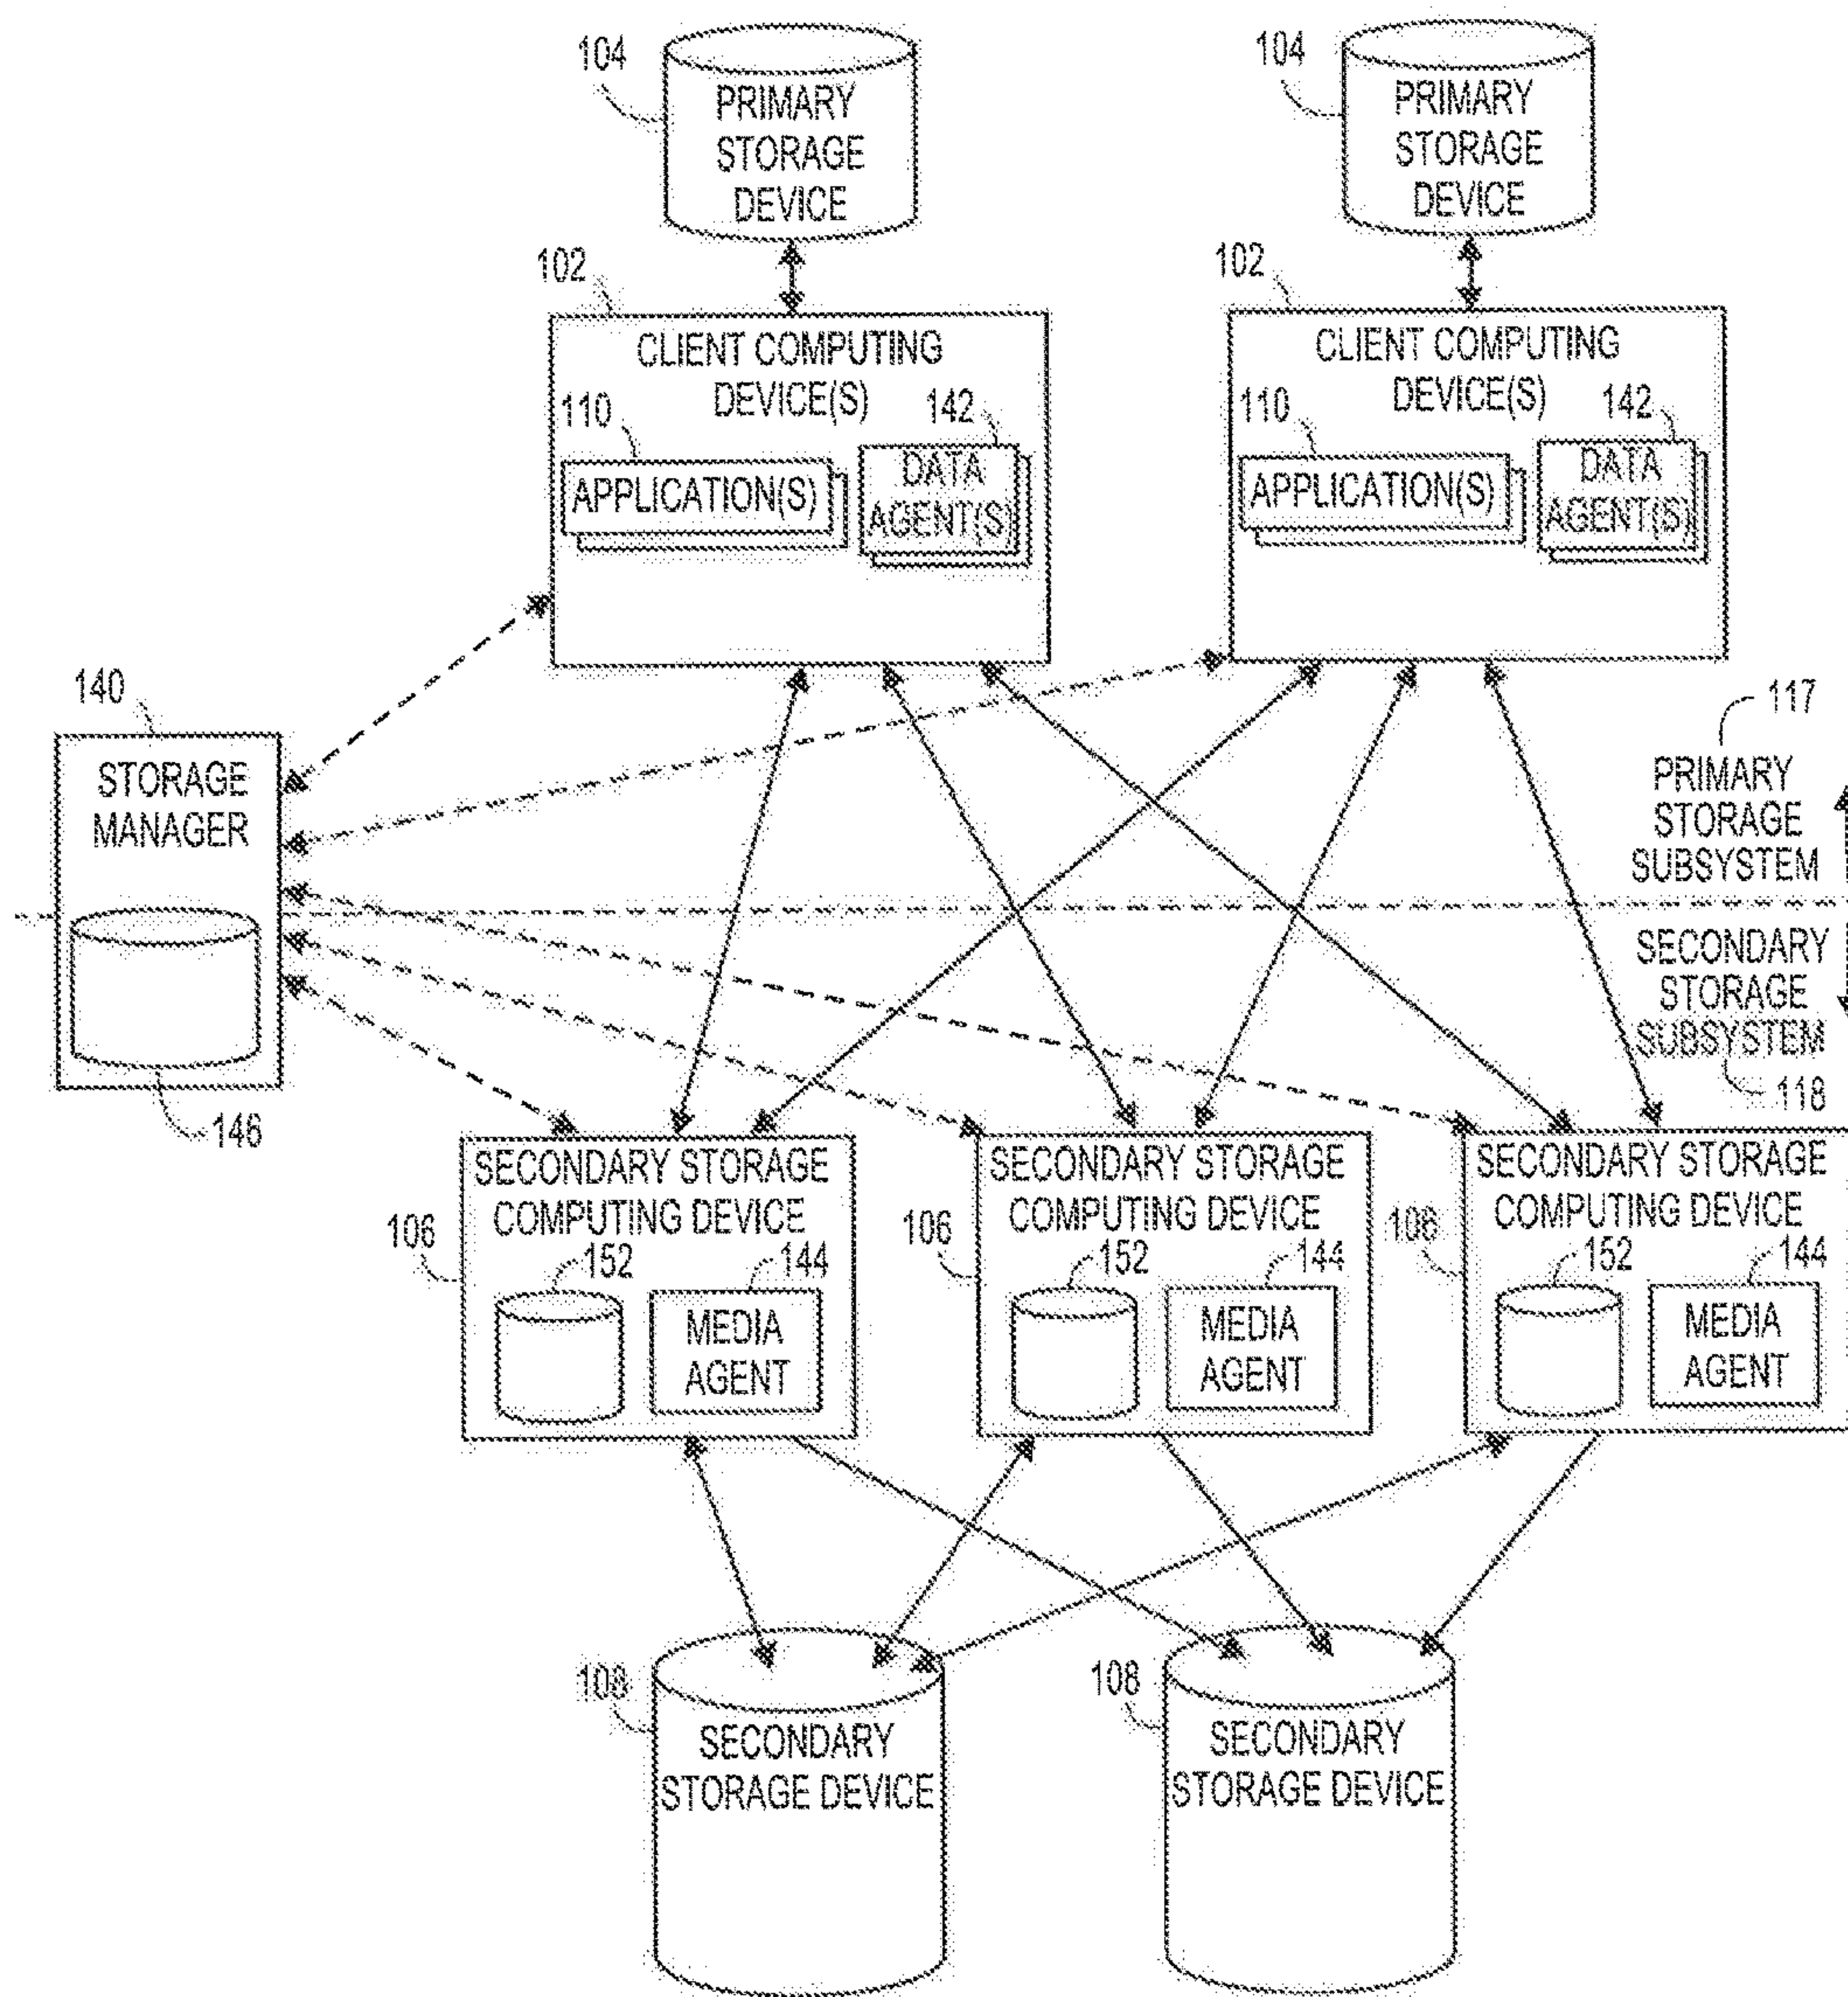 104
PRIMARY
STORAGE
DEVICE
104
PRIMARY
STORAGE
DEVICE
102
CLIENT COMPUTING
DEVICE(S)
110
142
APPLICATION(S)
DATA
AGENT(S)
102
CLIENT COMPUTING
DEVICE(S)
110
142
APPLICATION(S)
DATA
AGENT(S)
140
STORAGE
MANAGER
146
117
PRIMARY
STORAGE
SUBSYSTEM
SECONDARY
STORAGE
SUBSYSTEM
118
106
SECONDARY STORAGE
COMPUTING DEVICE
152
144
MEDIA
AGENT
106
SECONDARY STORAGE
COMPUTING DEVICE
152
144
MEDIA
AGENT
106
SECONDARY STORAGE
COMPUTING DEVICE
152
144
MEDIA
AGENT
108
SECONDARY
STORAGE DEVICE
108
SECONDARY
STORAGE DEVICE